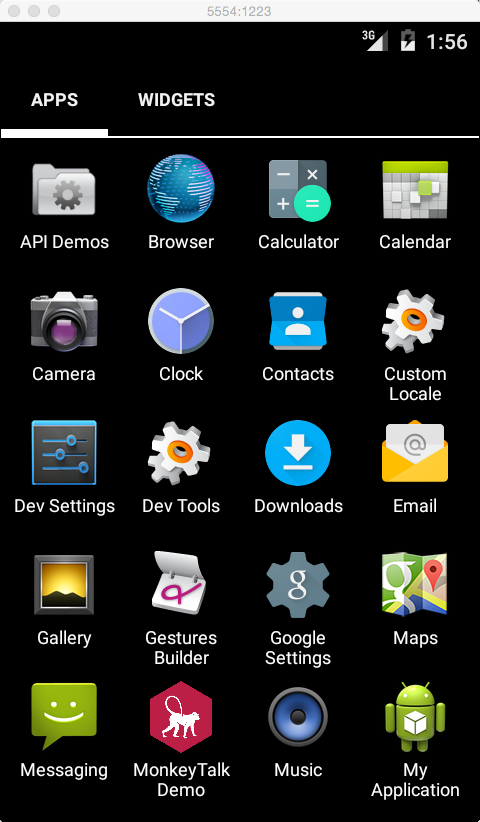 5554:1223
3G 1:56
APPS WIDGETS
API Demos Browser Calculator Calendar
Camera Clock Contacts Custom
Locale
Dev Settings Dev Tools Downloads Email
@
Gallery Gestures Google Maps
Builder Settings
g g
Messaging MonkeyTalk Music My
Demo Application